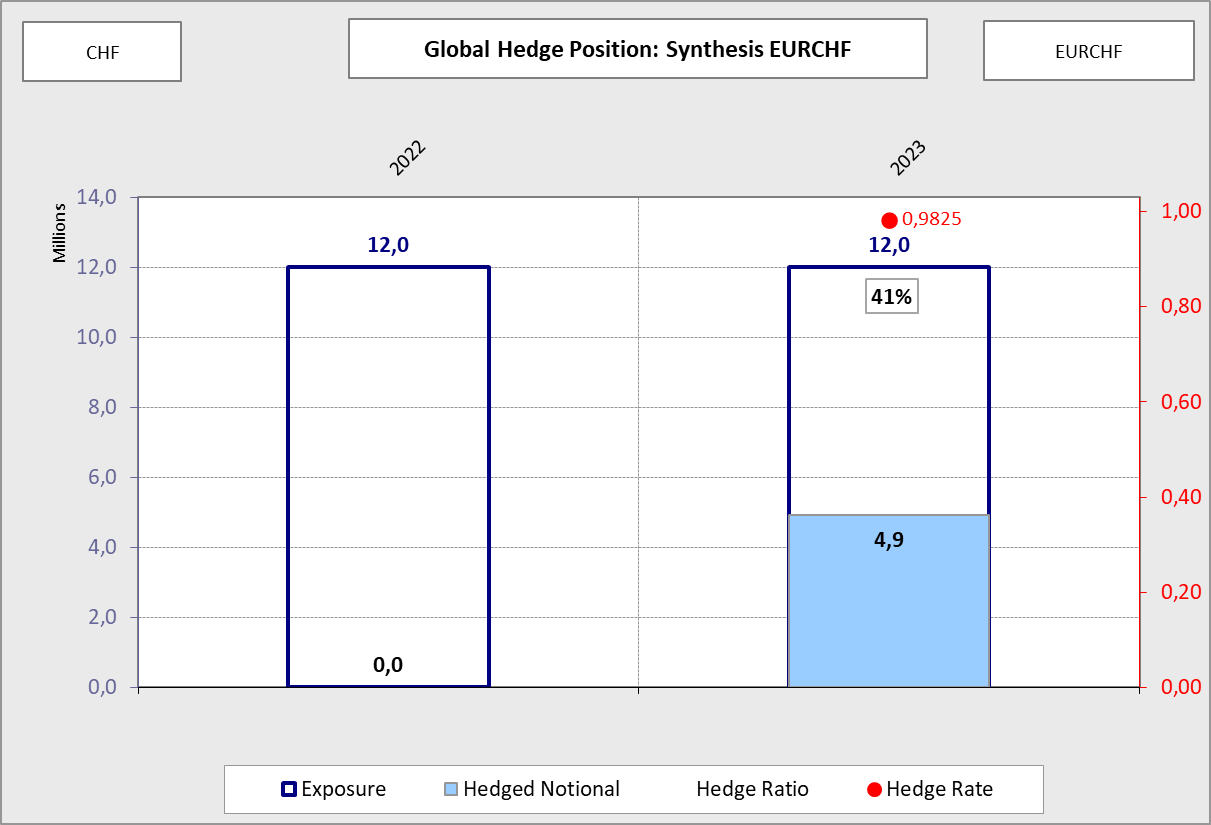 CHF
Global Hedge Position: Synthesis EURCHF
EURCHF
2022
2023
Millions
14,0
12,0
10,0
8,0
6,0
4,0
2,0
0,0
12,0
0,0
0,9825
12,0
41%
4,9
1,00
0,80
0,60
0,40
0,20
0,00
Exposure
Hedged Notional
Hedge Ratio
Hedge Rate